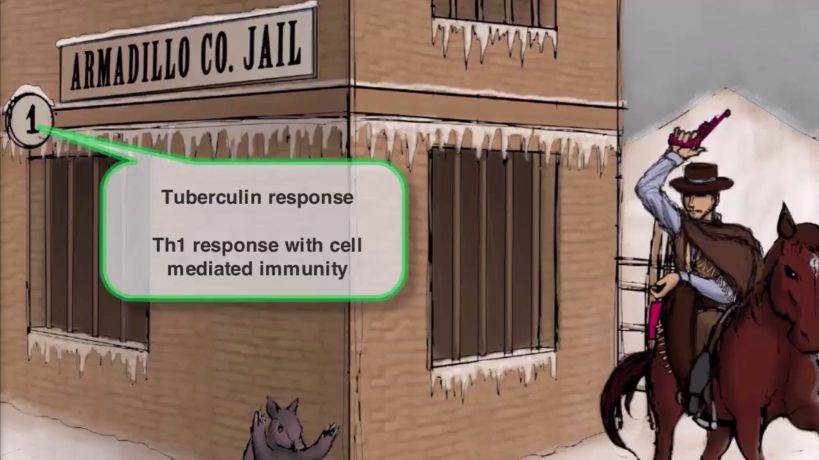 ARMADILLO CO. JAIL
1
Tuberculin response
Th1 response with cell
mediated immunity